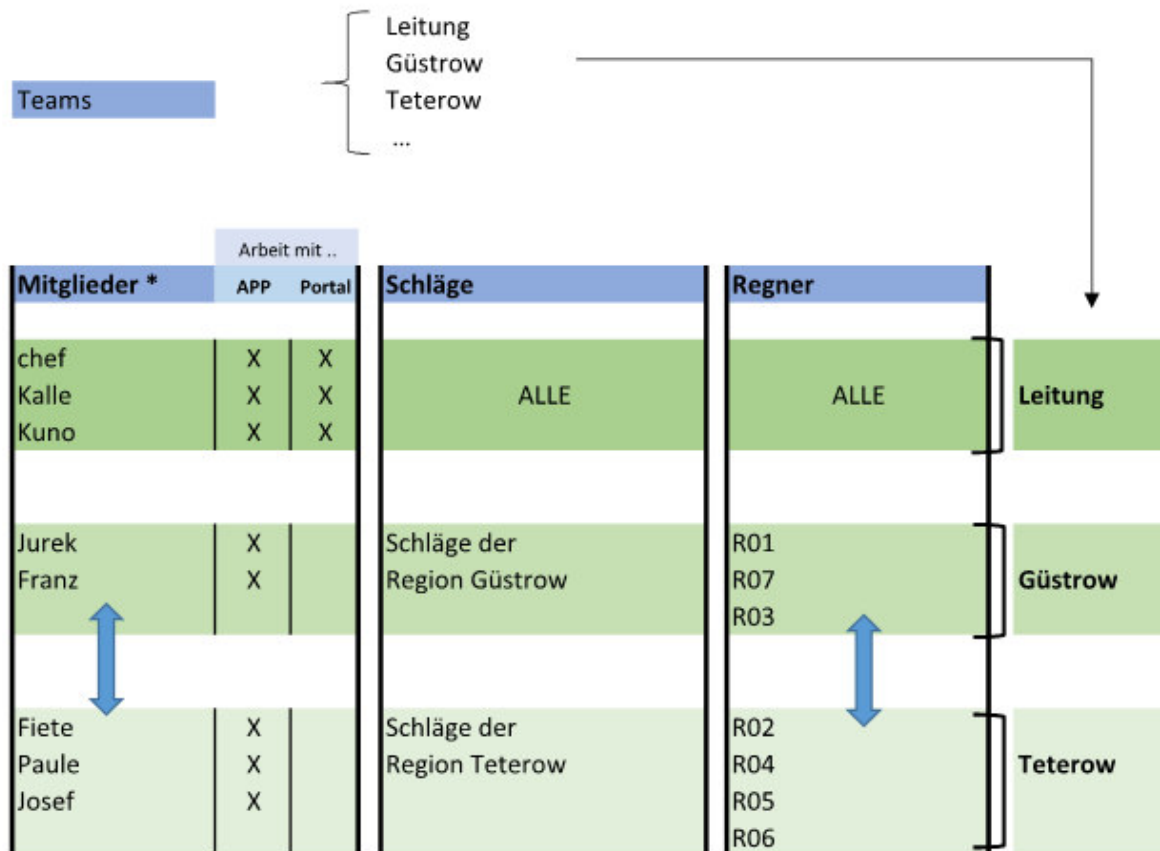 Leitung
Güstrow
Teams
Teterow
...
Arbeit mit ..
Mitglieder * APP Portal Schläge Regner
chef X X
Kalle X X ALLE ALLE Leitung
Kuno X X
Jurek X Schläge der R01
Franz X Region Güstrow R07 Güstrow
R03
Fiete X Schläge der R02
Paule X Region Teterow R04 Teterow
Josef X R05
R06